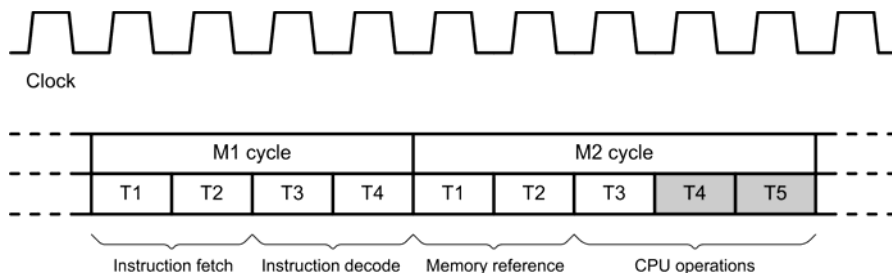 Clock
M1 cycle M2 cycle
T1 T2 T3 T4 T1 T2 T3 T4 T5
Instruction fetch Instruction decode Memory reference CPU operations